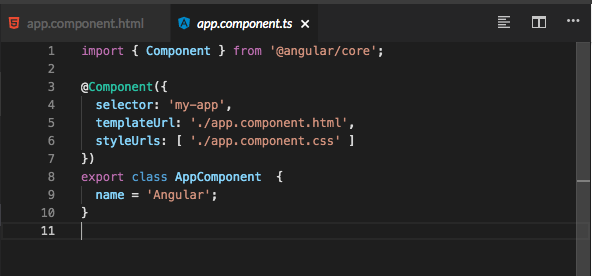 app.component.html
app.component.ts
1 import { Component } from '@angular/core';
2
3 @Component({
4   selector: 'my-app',
5   templateUrl: './app.component.html',
6   styleUrls: [ './app.component.css' ]
7 })
8 export class AppComponent  {
9   name = 'Angular';
10 }
11